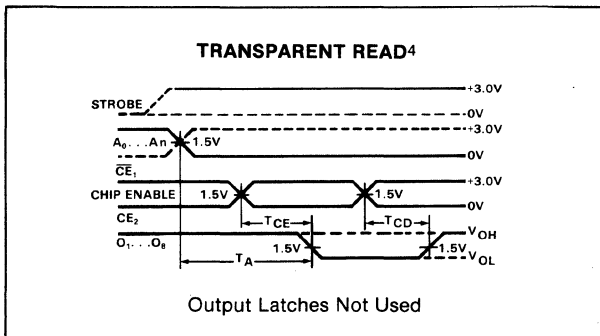 TRANSPARENT READ4
STROBE
+3.0V
0V
A0...An
1.5V
+3.0V
0V
CE1
CHIP ENABLE
1.5V
1.5V
+3.0V
0V
CE2
TCE
TCD
O1...O8
1.5V
1.5V
VOH
VOL
TA
Output Latches Not Used